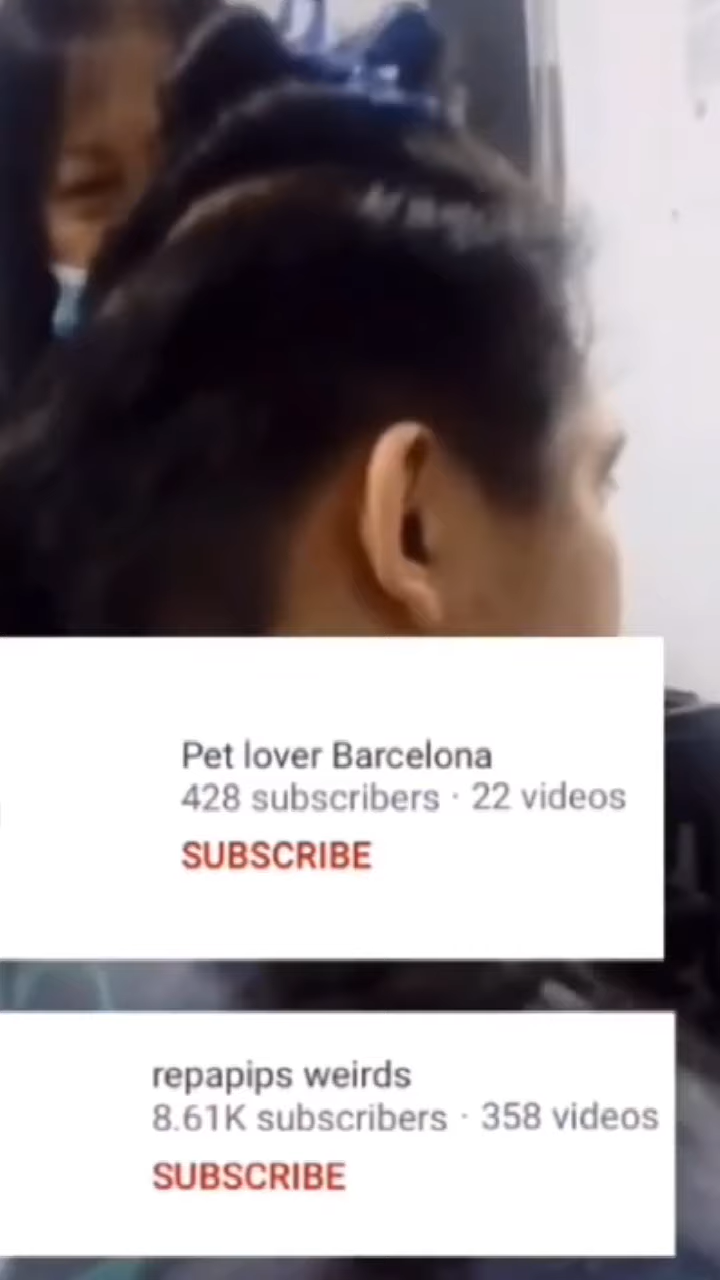 Pet lover Barcelona
428 subscribers · 22 videos
SUBSCRIBE
repapips weirds
8.61K subscribers · 358 videos
SUBSCRIBE